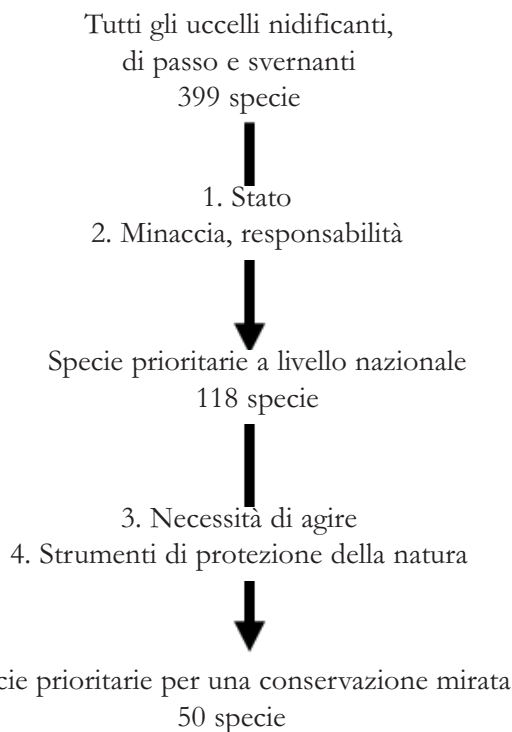 Tutti gli uccelli nidificanti,
di passo e svernanti
399 specie
1. Stato
2. Minaccia, responsabilità
Specie prioritarie a livello nazionale
118 specie
3. Necessità di agire
4. Strumenti di protezione della natura
cie prioritarie per una conservazione mirata
50 specie